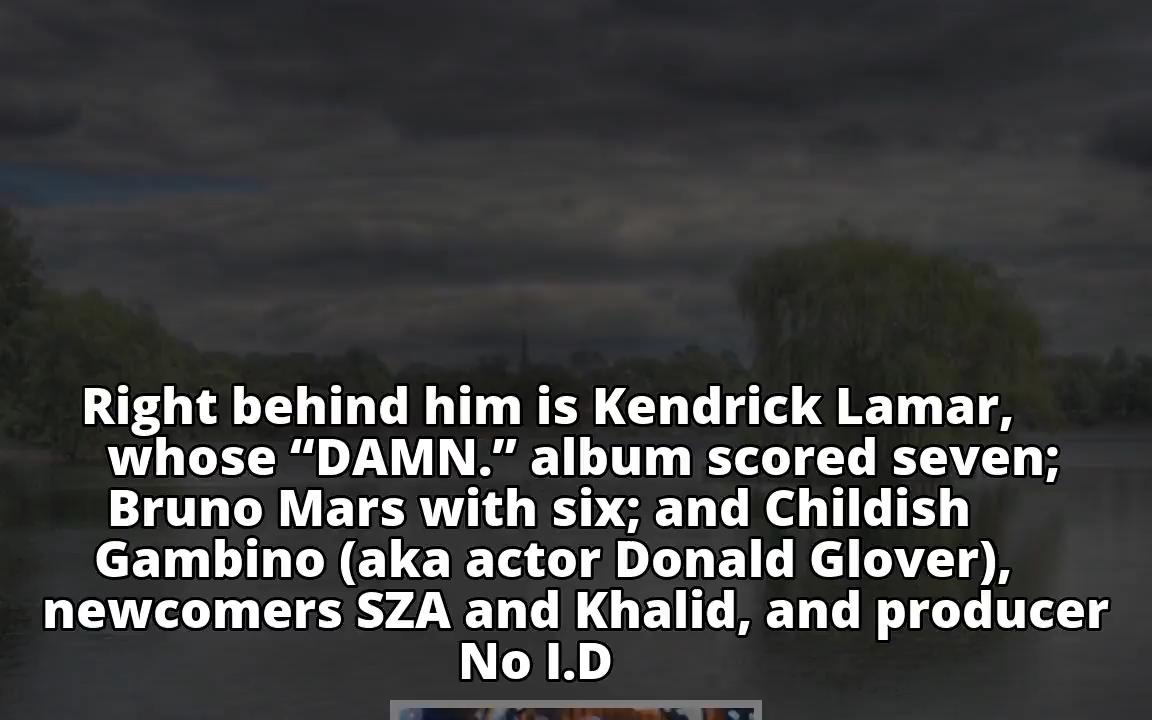 Right behind him is Kendrick Lamar,
whose “DAMN.” album scored seven;
Bruno Mars with six; and Childish
Gambino (aka actor Donald Glover),
newcomers SZA and Khalid, and producer
No I.D